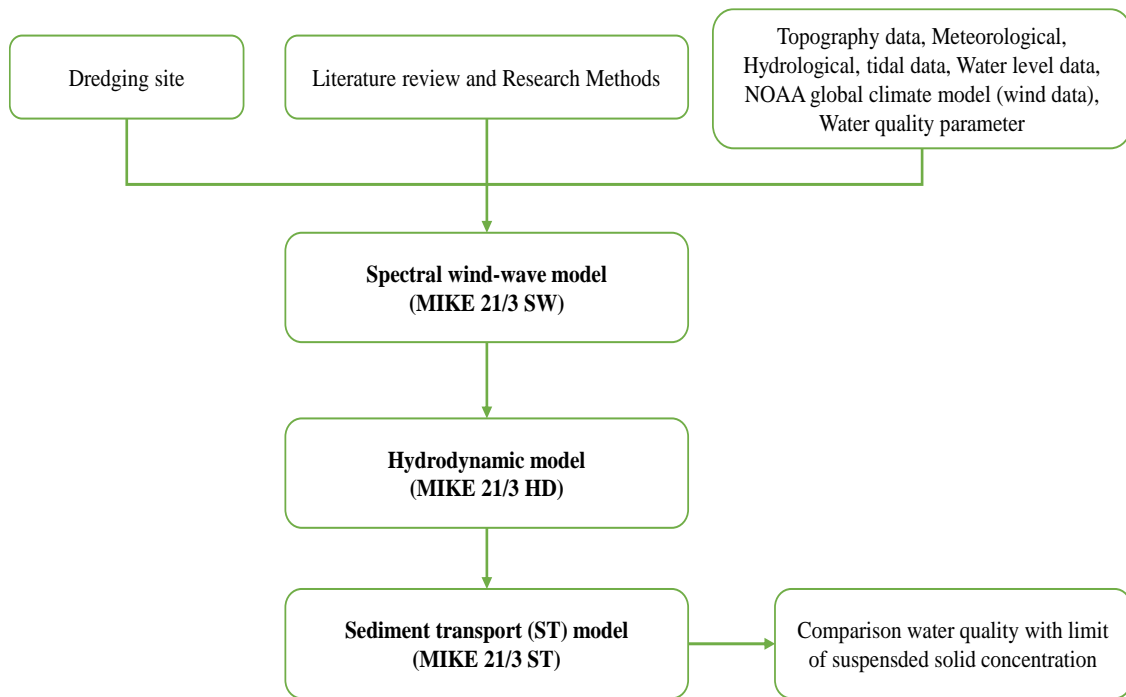 Dredging site
Literature review and Research Methods
Topography data, Meteorological,
Hydrological, tidal data, Water level data,
NOAA global climate model (wind data),
Water quality parameter
Spectral wind-wave model
(MIKE 21/3 SW)
Hydrodynamic model
(MIKE 21/3 HD)
Sediment transport (ST) model
(MIKE 21/3 ST)
Comparison water quality with limit
of suspensded solid concentration